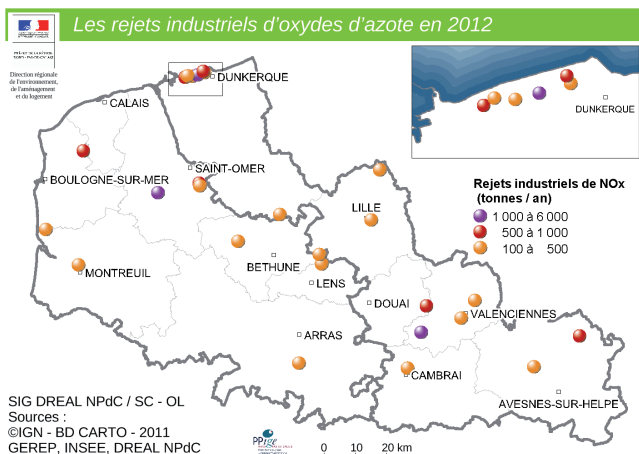 Les rejets industriels d'oxydes d'azote en 2012
Direction régionale
de l'environnement,
de l'aménagement
et du logement
DUNKERQUE
CALAIS
SAINT-OMER
BOULOGNE-SUR-MER
LILLE
BETHUNE
MONTREUIL
LENS
DOUAI
VALENCIENNES
ARRAS
CAMBRAI
AVESNES-SUR-HELPE
DUNKERQUE
Rejets industriels de NOx
(tonnes / an)
1 000 à 6 000
500 à 1 000
100 à 500
SIG DREAL NPdC / SC - OL
Sources :
©IGN - BD CARTO - 2011
GEREP, INSEE, DREAL NPdC
PPige
0 10 20 km